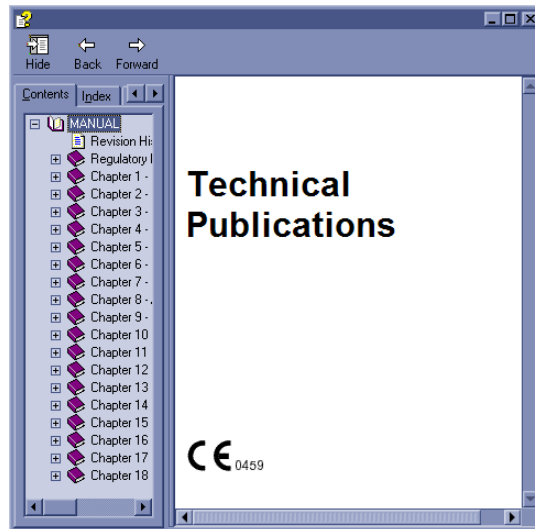 Hide Back Forward
Contents Index
MANUAL
Revision Hi
Regulatory
Chapter 1 -
Chapter 2 -
Chapter 3 -
Chapter 4 -
Chapter 5 -
Chapter 6 -
Chapter 7 -
Chapter 8 -
Chapter 9 -
Chapter 10
Chapter 11
Chapter 12
Chapter 13
Chapter 14
Chapter 15
Chapter 16
Chapter 17
Chapter 18
Technical
Publications
CE 0459